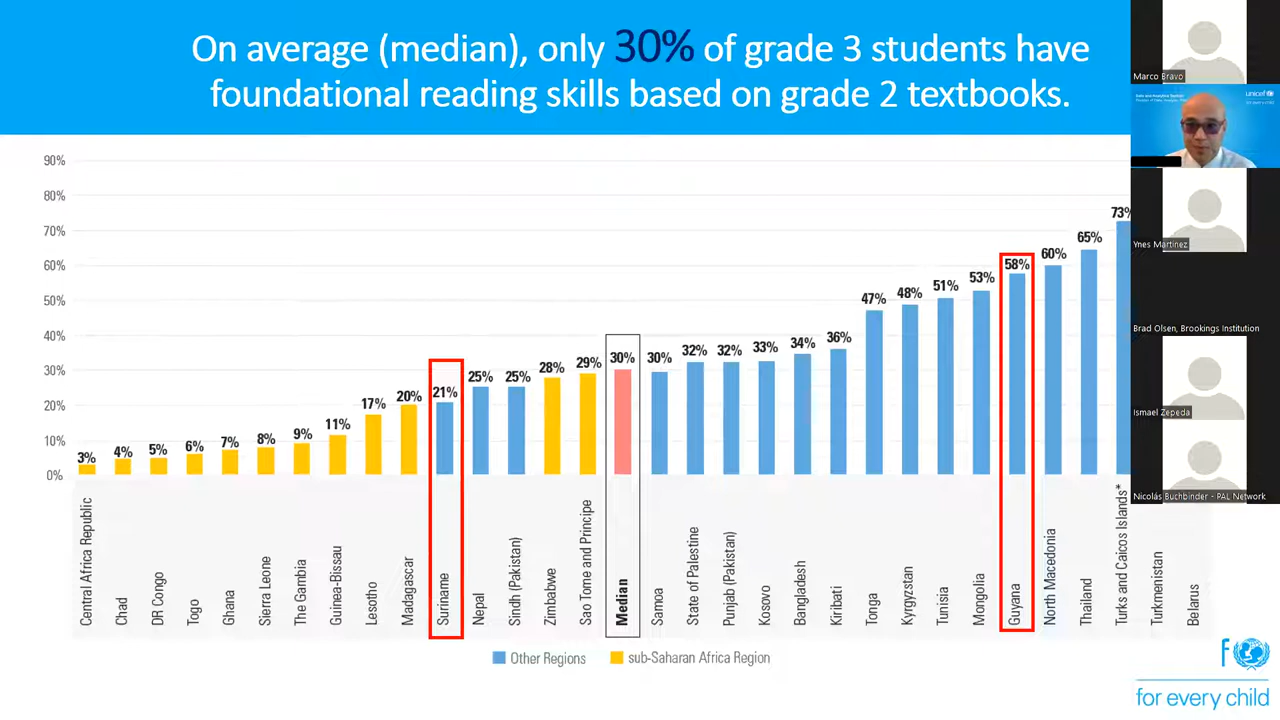 On average (median), only 30% of grade 3 students have
foundational reading skills based on grade 2 textbooks.
90%
80%
70%
60%
50%
40%
30%
20%
10%
0%
3%
4%
5%
6%
7%
8%
9%
11%
17%
20%
21%
25%
25%
28%
29%
30%
30%
32%
32%
33%
34%
36%
47%
48%
51%
53%
58%
60%
65%
73%
Central Africa Republic
Chad
DR Congo
Togo
Ghana
Sierra Leone
The Gambia
Guinea-Bissau
Lesotho
Madagascar
Suriname
Nepal
Sindh (Pakistan)
Zimbabwe
Sao Tome and Principe
Median
Samoa
State of Palestine
Punjab (Pakistan)
Kosovo
Bangladesh
Kiribati
Tonga
Kyrgyzstan
Tunisia
Mongolia
Guyana
North Macedonia
Thailand
Turks and Caicos Islands*
Turkmenistan
Belarus
Other Regions
sub-Saharan Africa Region
Marco Bravo
unicef
Ynes Martinez
Brad Olsen, Brookings Institution
Ismael Zepeda
Nicolás Buchbinder - PAL Network
f
for every child